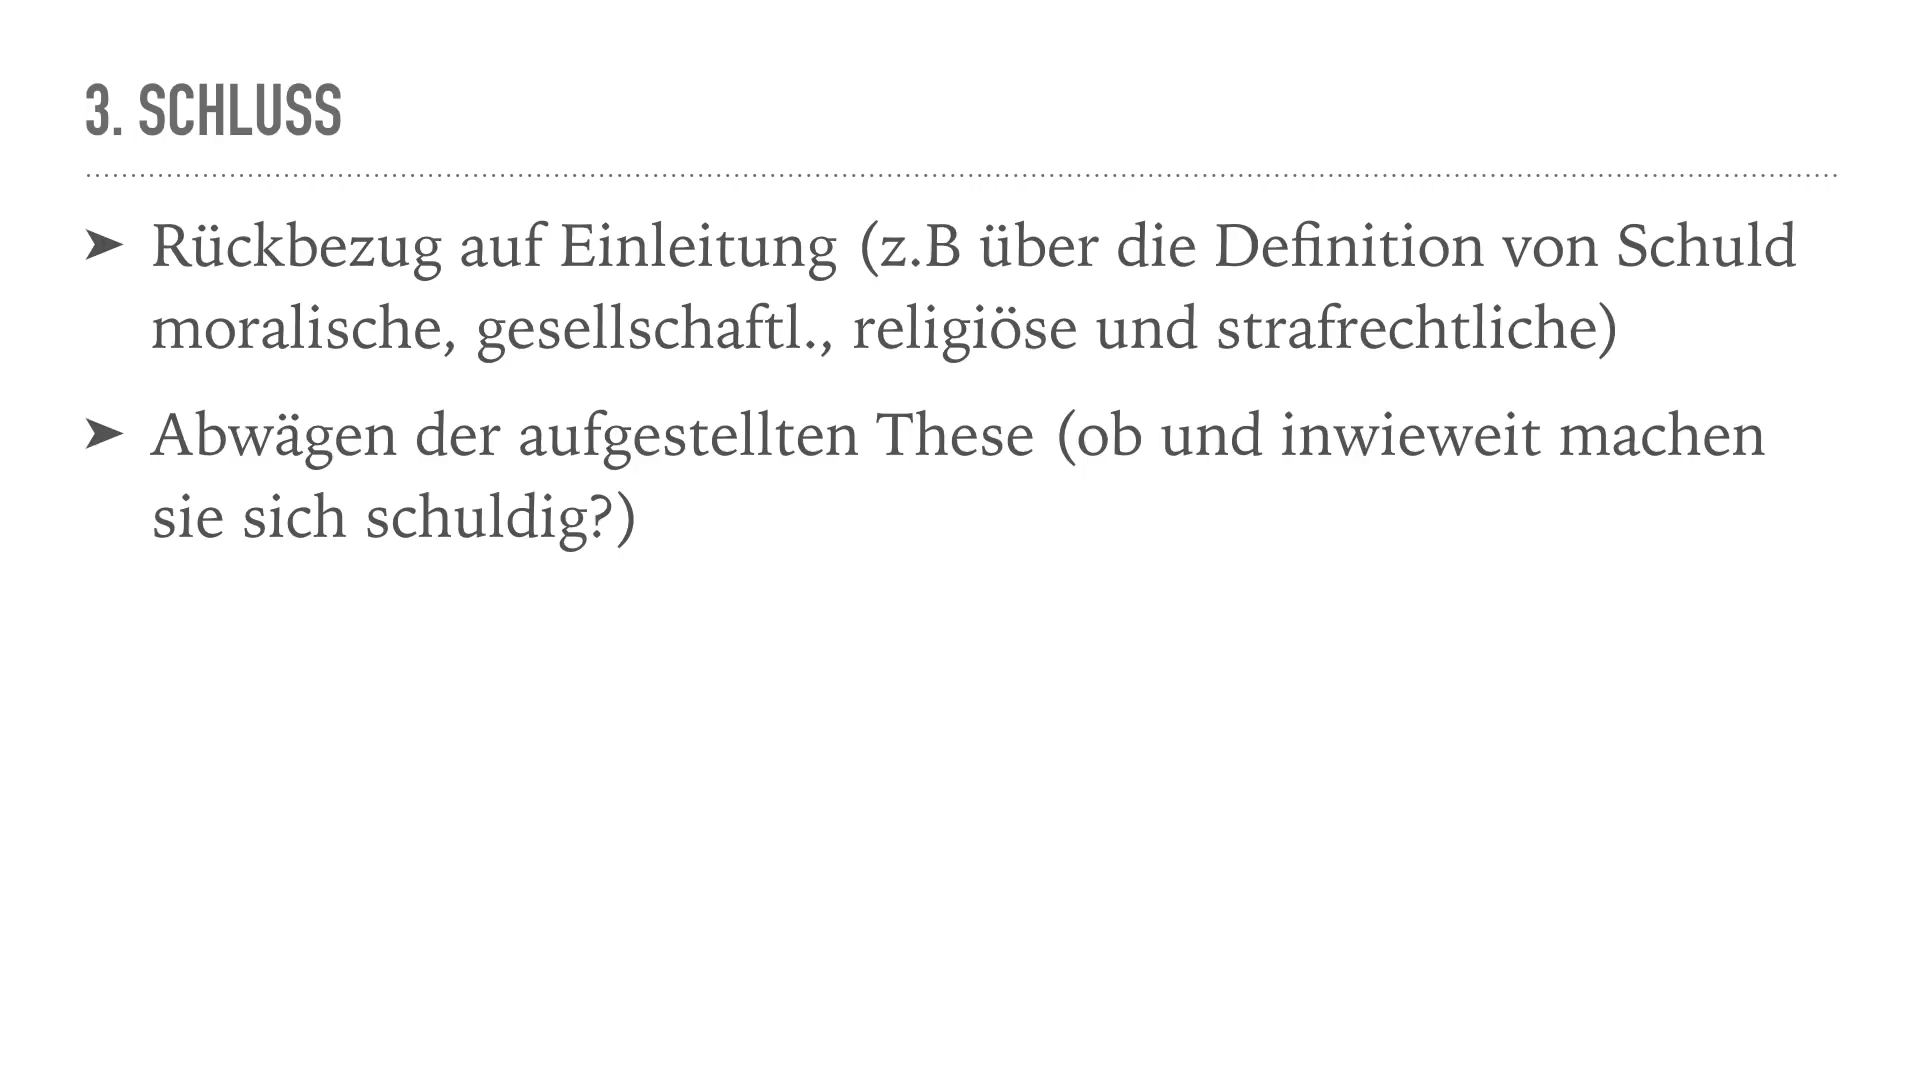 3. SCHLUSS
➤ Rückbezug auf Einleitung (z.B über die Definition von Schuld
moralische, gesellschaftl., religiöse und strafrechtliche)
➤ Abwägen der aufgestellten These (ob und inwieweit machen
sie sich schuldig?)